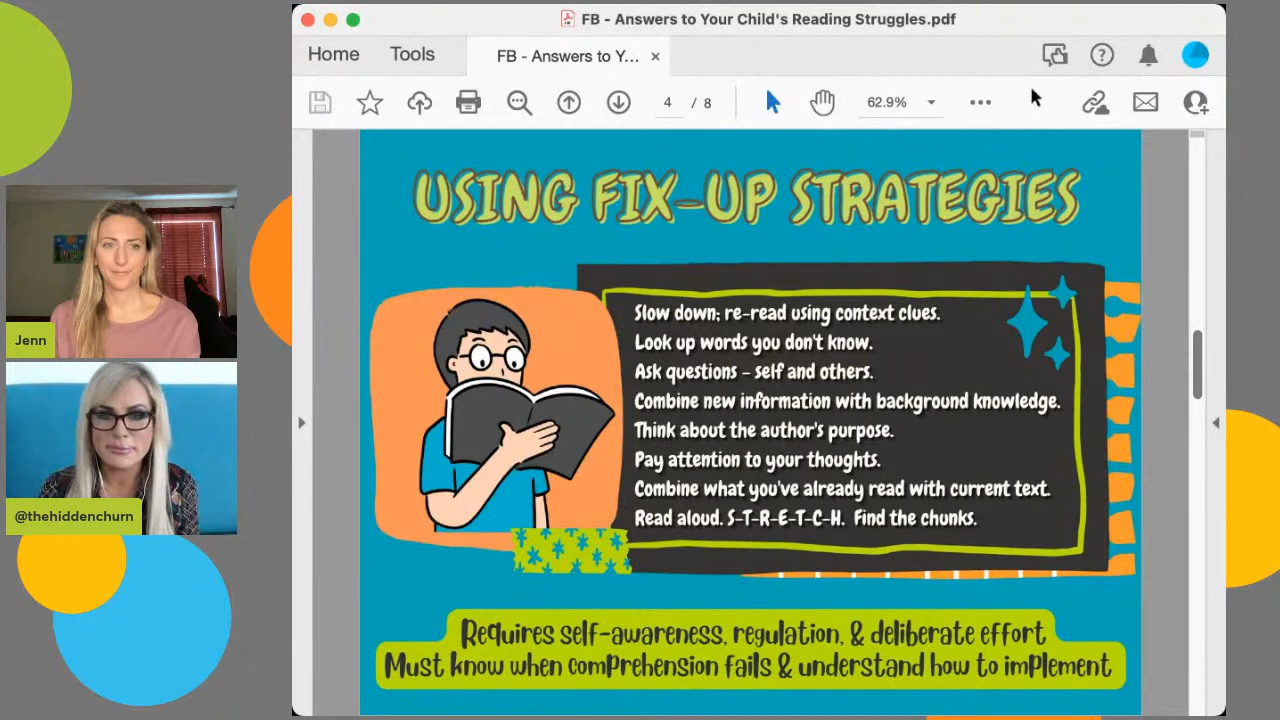 FB - Answers to Your Child's Reading Struggles.pdf
Home
Tools
FB - Answers to Y... ×
4 / 8
62.9%
USING FIX-UP STRATEGIES
Slow down; re-read using context clues.
Look up words you don't know.
Ask questions - self and others.
Combine new information with background knowledge.
Think about the author's purpose.
Pay attention to your thoughts.
Combine what you've already read with current text.
Read aloud. S-T-R-E-T-C-H. Find the chunks.
Requires self-awareness, regulation, & deliberate effort
Must know when comprehension fails & understand how to implement
Jenn
@thehiddenchurn